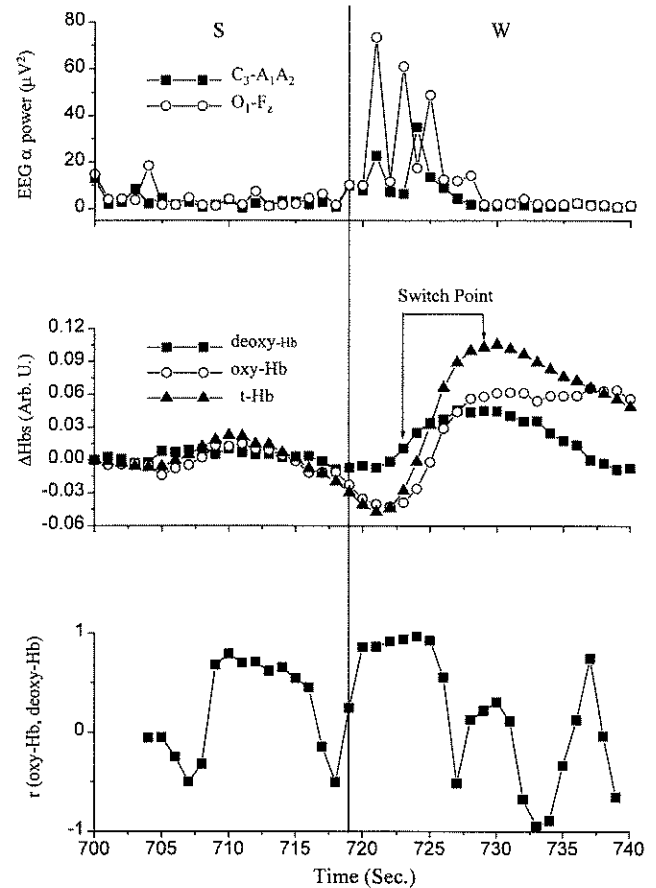 S W
80
60
40
20
0
EEG α power (μV²)
C₃-A₁A₂
O₁-F𝓏
0.12
0.09
0.06
0.03
0.00
-0.03
-0.06
ΔHbs (Arb. U.)
Switch Point
deoxy-Hb
oxy-Hb
t-Hb
1
0
-1
r (oxy-Hb, deoxy-Hb)
700 705 710 715 720 725 730 735 740
Time (Sec.)